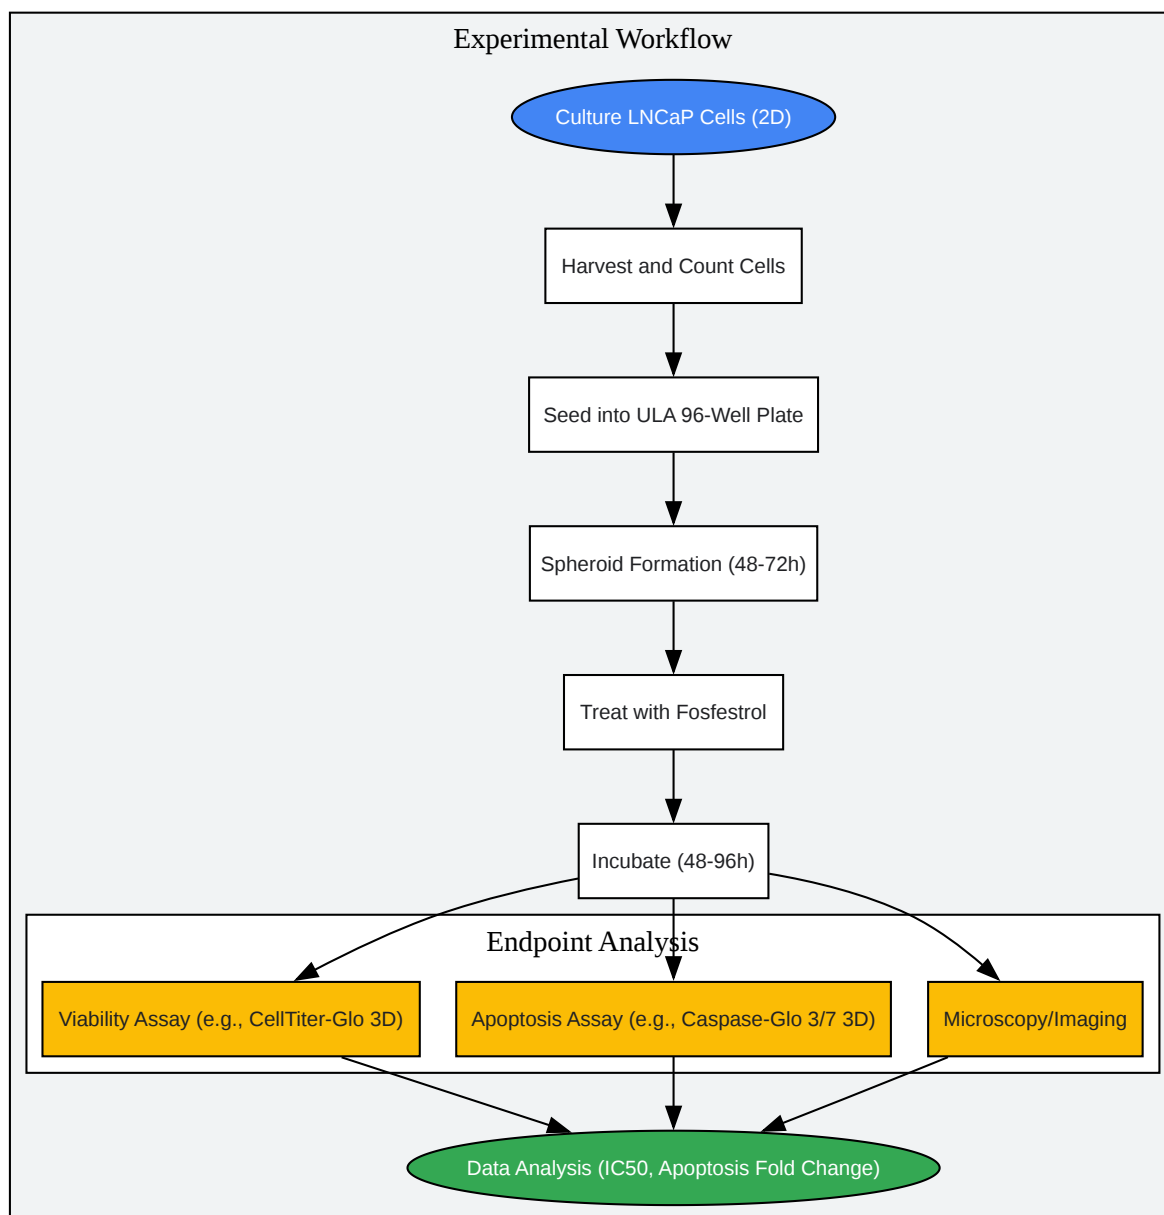 Experimental Workflow
Culture LNCaP Cells (2D)
Harvest and Count Cells
Seed into ULA 96-Well Plate
Spheroid Formation (48-72h)
Treat with Fosfestrol
Incubate (48-96h)
Endpoint Analysis
Viability Assay (e.g., CellTiter-Glo 3D)
Apoptosis Assay (e.g., Caspase-Glo 3/7 3D)
Microscopy/Imaging
Data Analysis (IC50, Apoptosis Fold Change)